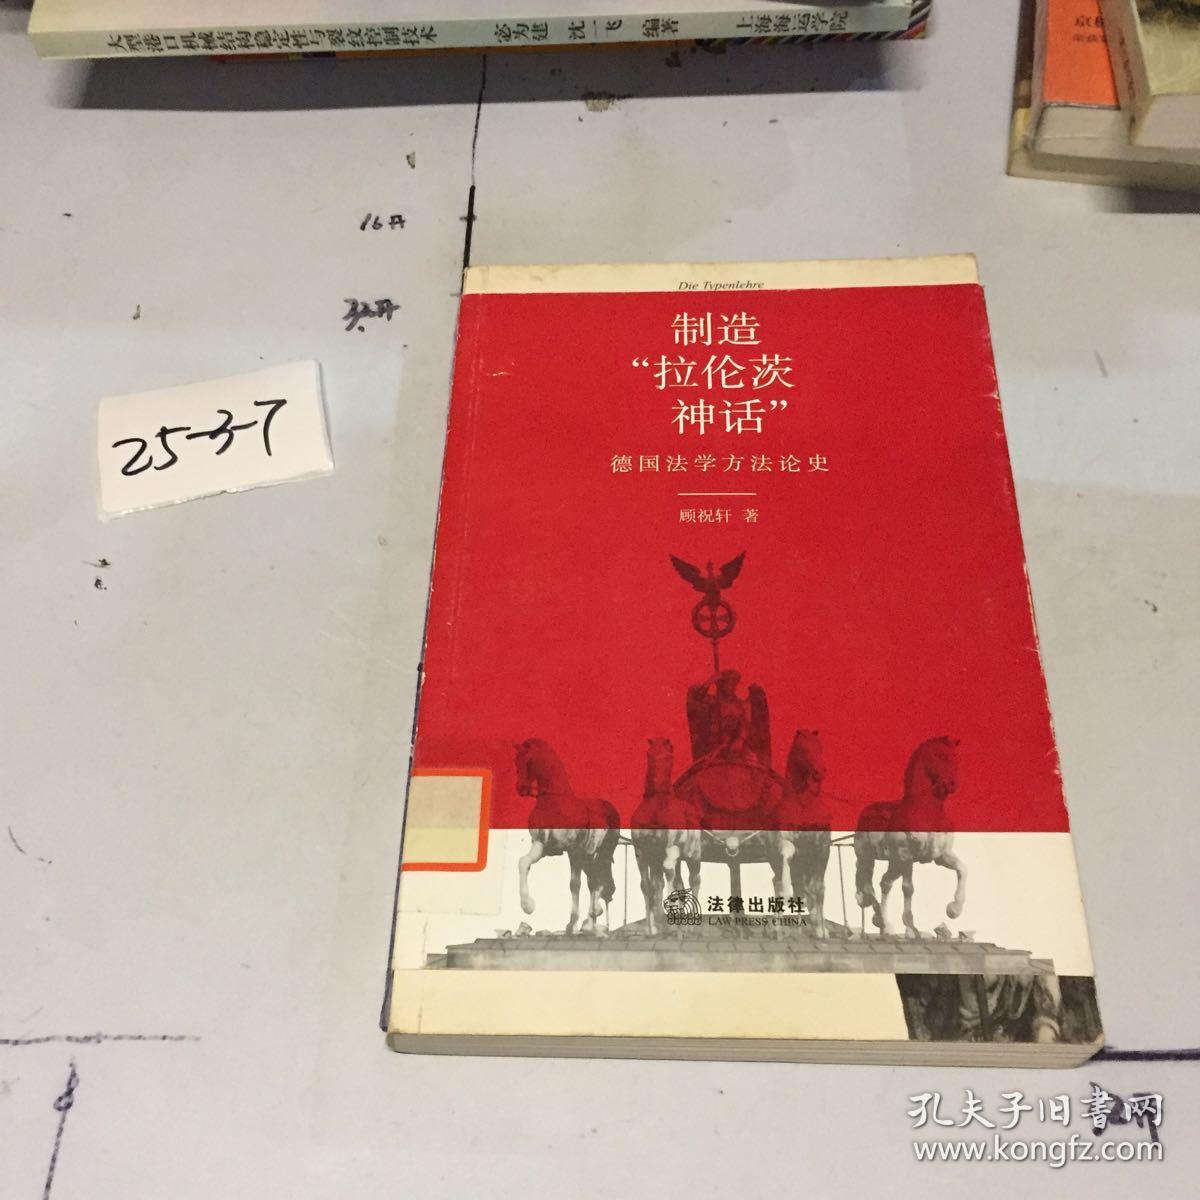 大型港口机械结构稳定性与裂纹控制技术
宓为建 沈一飞 编著
上海海运学院
16开
32开
25-3-7
Die Typenlehre
制造
“拉伦茨
神话”
德国法学方法论史
顾祝轩 著
法律出版社
LAW PRESS·CHINA
孔夫子旧书网
www.kongfz.com